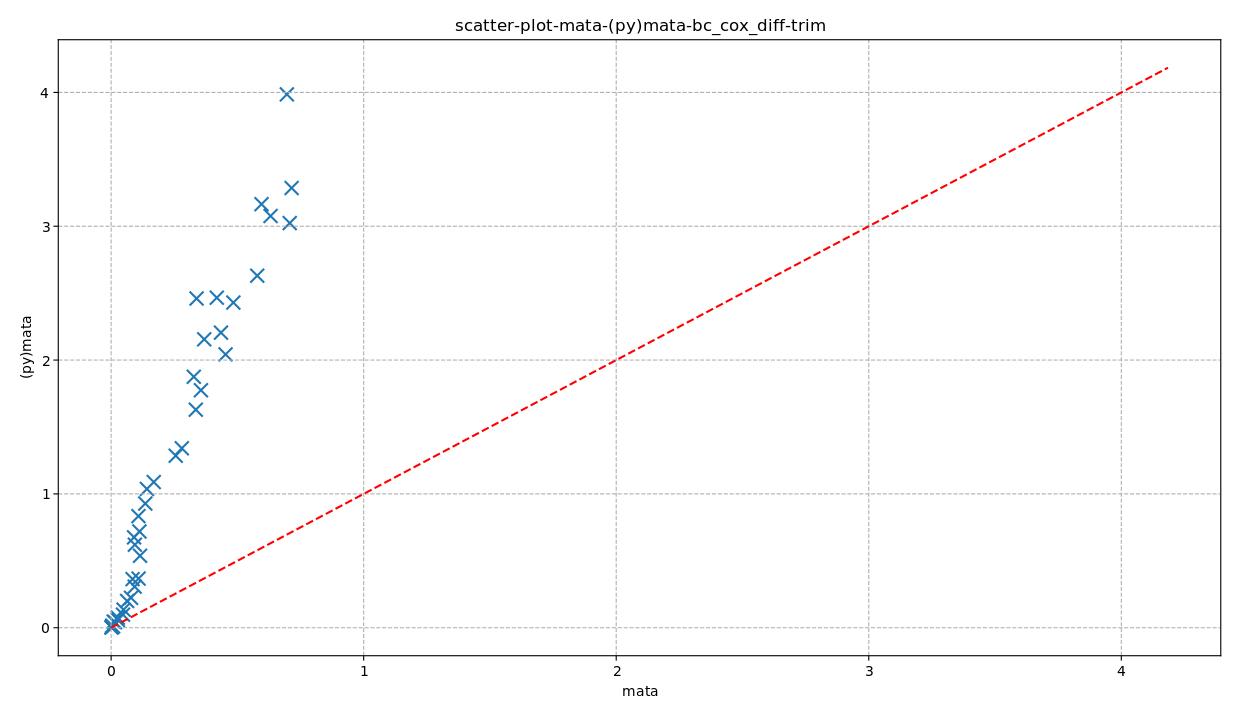 scatter-plot-mata-(py)mata-bc_cox_diff-trim
(py)mata
4
3
2
1
0
0 1 2 3 4
mata